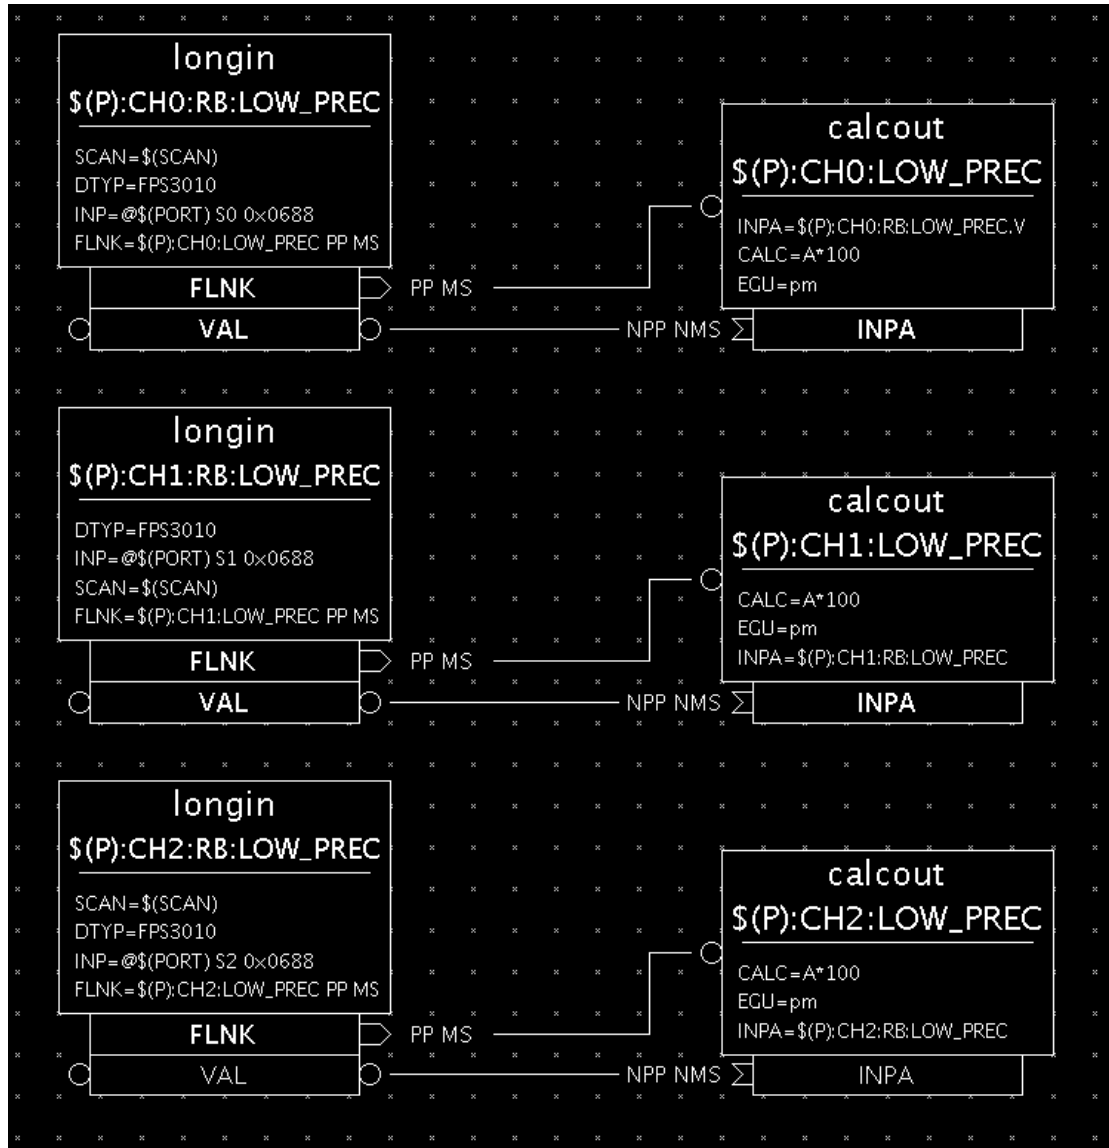 longin
$(P):CH0:RB:LOW_PREC
SCAN=$(SCAN)
DTYP=FPS3010
INP=@$(PORT) S0 0x0688
FLNK=$(P):CH0:LOW_PREC PP MS
FLNK
PP MS
VAL
NPP NMS
calcout
$(P):CH0:LOW_PREC
INPA=$(P):CH0:RB:LOW_PREC.V
CALC=A*100
EGU=pm
INPA
longin
$(P):CH1:RB:LOW_PREC
DTYP=FPS3010
INP=@$(PORT) S1 0x0688
SCAN=$(SCAN)
FLNK=$(P):CH1:LOW_PREC PP MS
FLNK
PP MS
VAL
NPP NMS
calcout
$(P):CH1:LOW_PREC
CALC=A*100
EGU=pm
INPA=$(P):CH1:RB:LOW_PREC
INPA
longin
$(P):CH2:RB:LOW_PREC
SCAN=$(SCAN)
DTYP=FPS3010
INP=@$(PORT) S2 0x0688
FLNK=$(P):CH2:LOW_PREC PP MS
FLNK
PP MS
VAL
NPP NMS
calcout
$(P):CH2:LOW_PREC
CALC=A*100
EGU=pm
INPA=$(P):CH2:RB:LOW_PREC
INPA